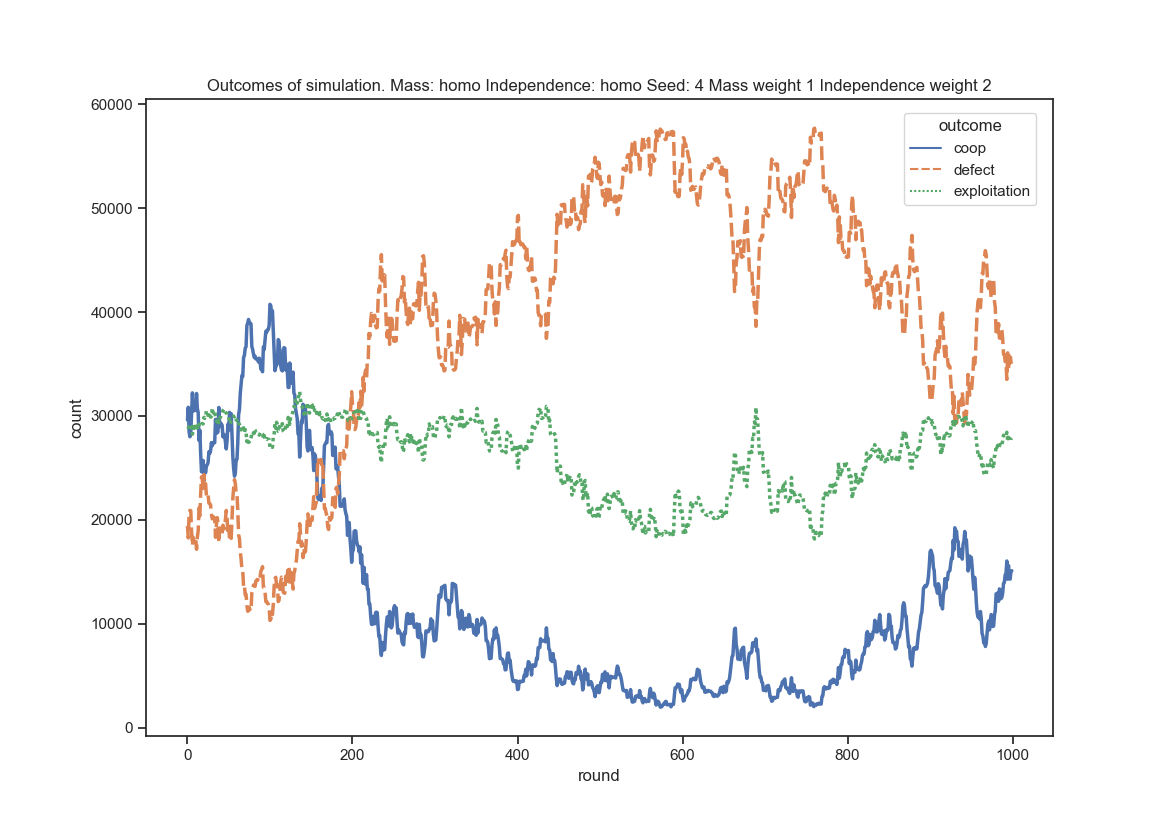 Outcomes of simulation. Mass: homo Independence: homo Seed: 4 Mass weight 1 Independence weight 2
60000
50000
40000
30000
20000
10000
0
count
outcome
coop
defect
exploitation
0 200 400 600 800 1000
round